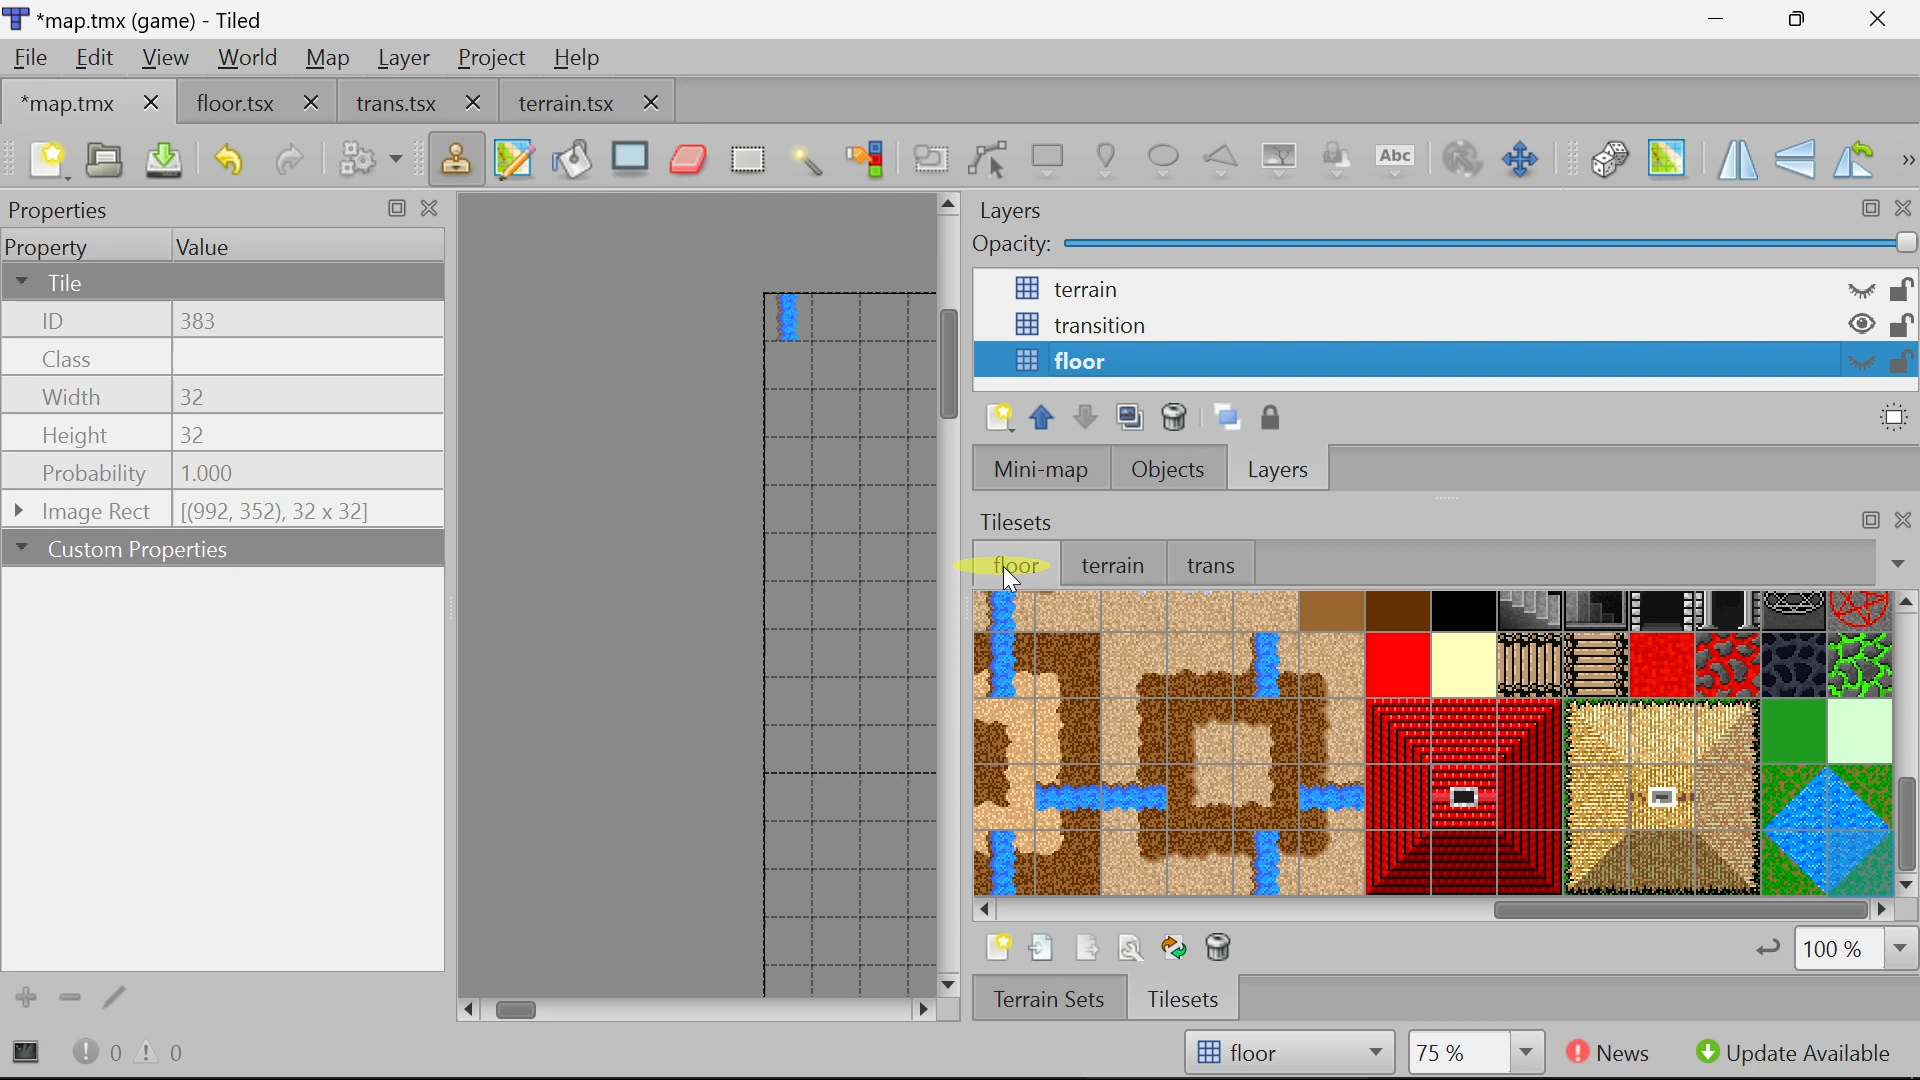 *map.tmx (game) - Tiled
File Edit View World Map Layer Project Help
*map.tmx floor.tsx trans.tsx terrain.tsx
Abc
Properties
Property Value
Tile
ID 383
Class
Width 32
Height 32
Probability 1.000
Image Rect [(992, 352), 32 x 32]
Custom Properties
Layers
Opacity:
terrain
transition
floor
Mini-map Objects Layers
Tilesets
floor terrain trans
100 %
Terrain Sets Tilesets
0 0
floor 75 % News Update Available